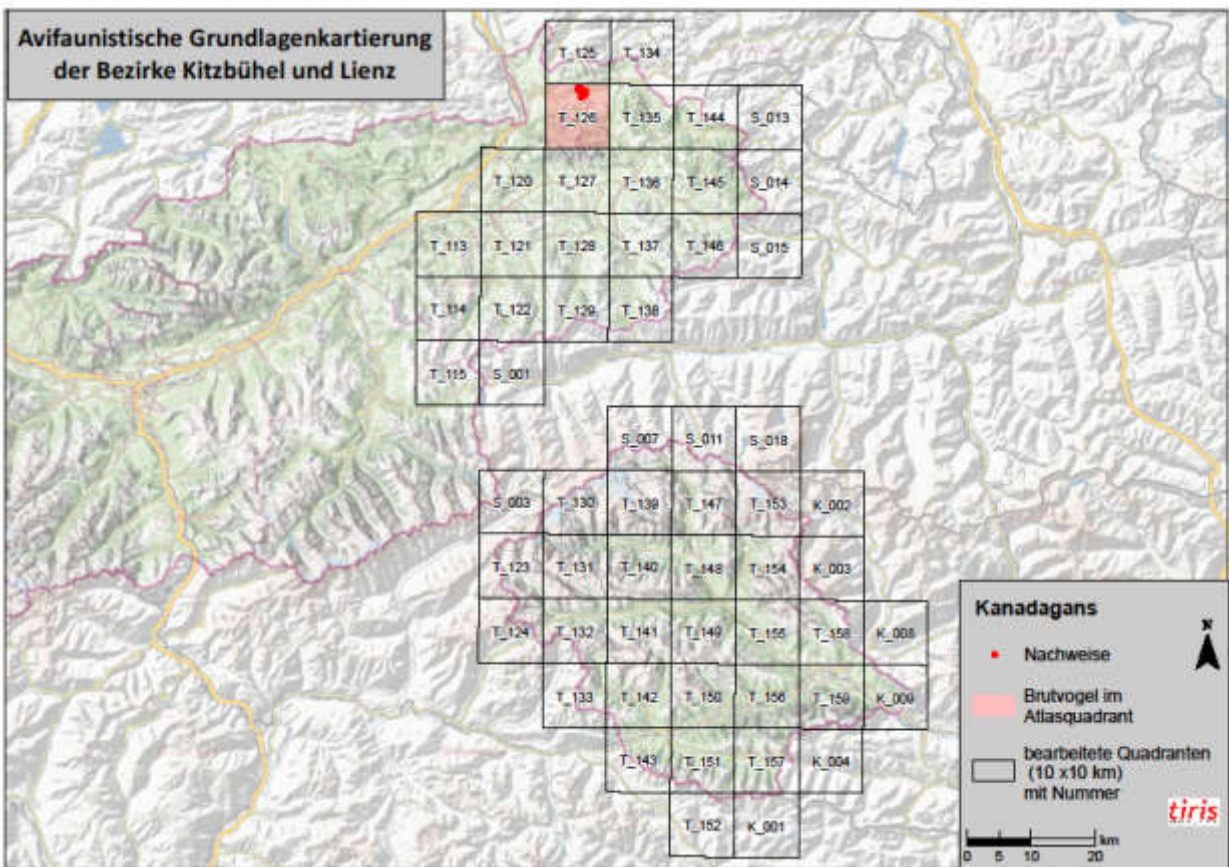 Avifaunistische Grundlagenkartierung
der Bezirke Kitzbühel und Lienz
T_125 T_134
T_126 T_135 T_144 S_013
T_120 T_127 T_136 T_145 S_014
T_113 T_121 T_128 T_137 T_146 S_015
T_114 T_122 T_129 T_138
T_115 S_001
S_007 S_011 S_018
S_003 T_130 T_139 T_147 T_153 K_002
T_123 T_131 T_140 T_148 T_154 K_003
T_124 T_132 T_141 T_149 T_155 T_158 K_008
T_133 T_142 T_150 T_156 T_159 K_009
T_143 T_151 T_157 K_004
T_152 K_001
Kanadagans
N
Nachweise
Brutvogel im
Atlasquadrant
bearbeitete Quadranten
(10 x10 km)
mit Nummer
tiris
km
0 5 10 20